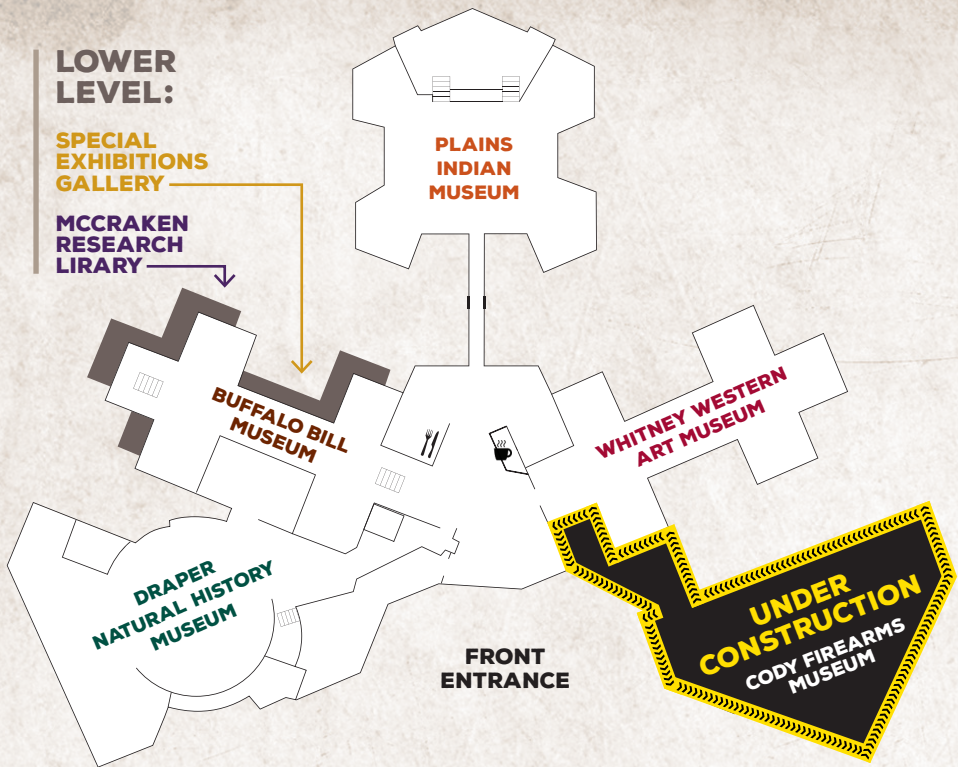 LOWER
LEVEL:
SPECIAL
EXHIBITIONS
GALLERY
MCCRAKEN
RESEARCH
LIRARY
PLAINS
INDIAN
MUSEUM
BUFFALO BILL
MUSEUM
WHITNEY WESTERN
ART MUSEUM
DRAPER
NATURAL HISTORY
MUSEUM
FRONT
ENTRANCE
UNDER
CONSTRUCTION
CODY FIREARMS
MUSEUM